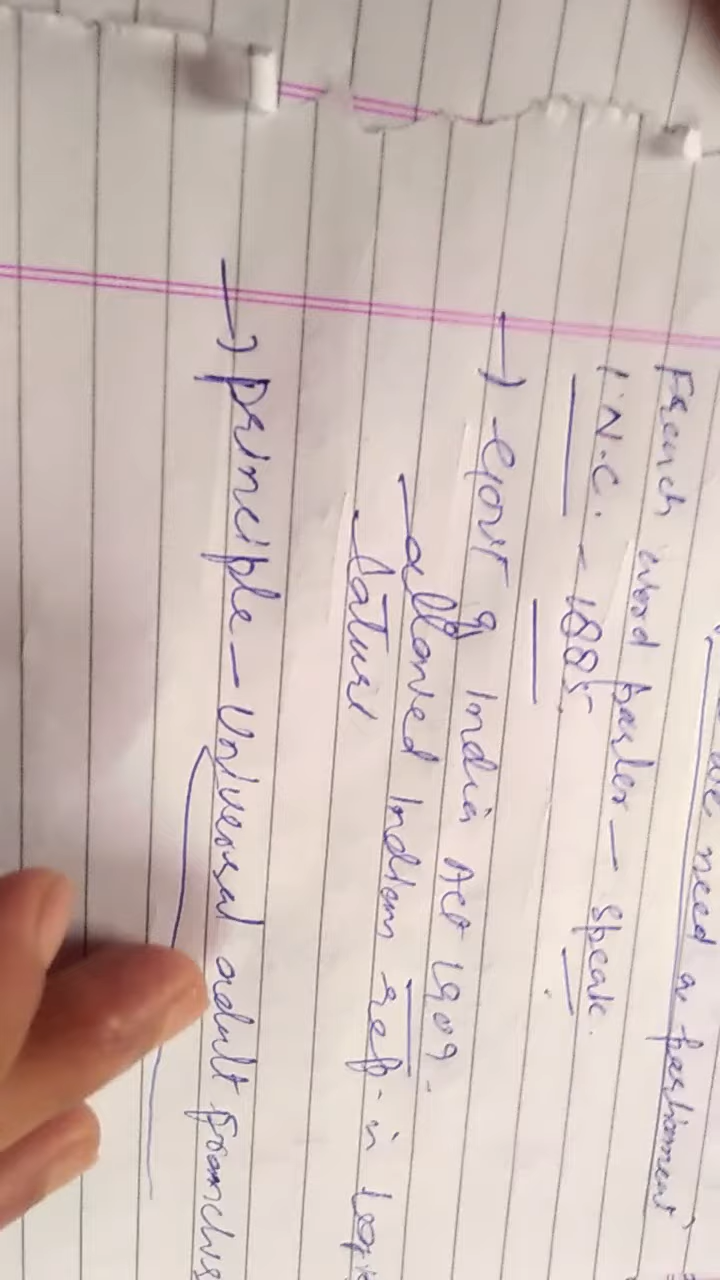 we need a parliament
French word parler – speak.
I.N.C. – 1885.
→ Govt of India Act 1909.
– allowed Indian rep. in Legis
lature
→ principle – Universal adult franchis